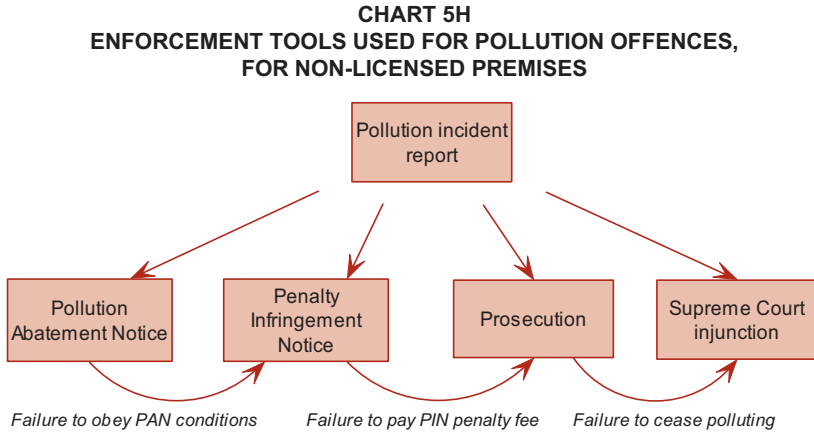 CHART 5H
ENFORCEMENT TOOLS USED FOR POLLUTION OFFENCES,
FOR NON-LICENSED PREMISES
Pollution incident
report
Pollution
Abatement Notice
Penalty
Infringement
Notice
Prosecution
Supreme Court
injunction
Failure to obey PAN conditions
Failure to pay PIN penalty fee
Failure to cease polluting